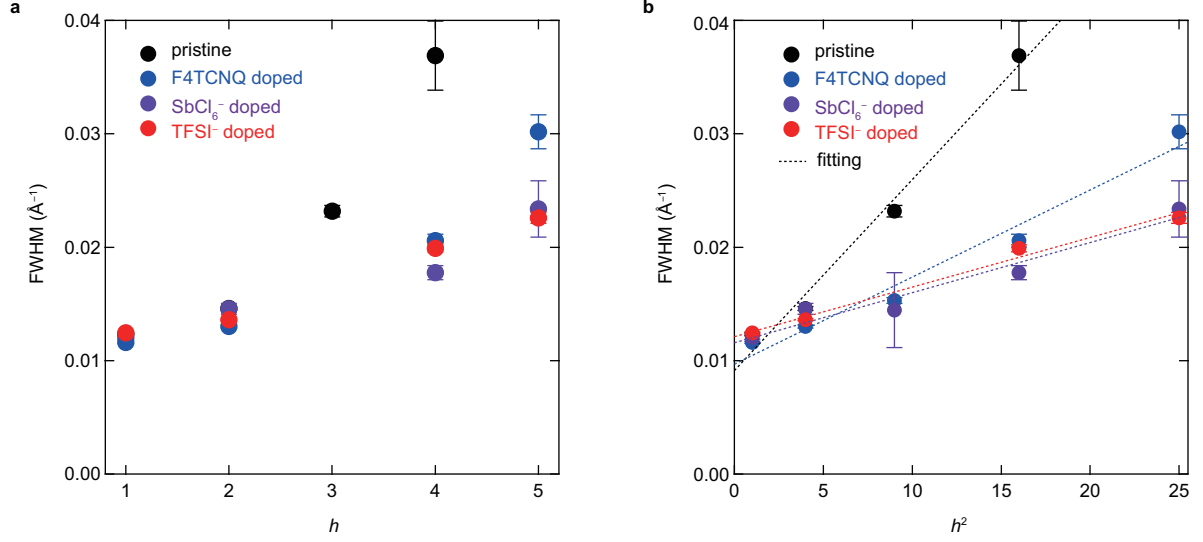 a
FWHM (Å⁻¹)
0.04
0.03
0.02
0.01
0.00
pristine
F4TCNQ doped
SbCl₆⁻ doped
TFSI⁻ doped
1 2 3 4 5
h
b
FWHM (Å⁻¹)
0.04
0.03
0.02
0.01
0.00
pristine
F4TCNQ doped
SbCl₆⁻ doped
TFSI⁻ doped
fitting
0 5 10 15 20 25
h²